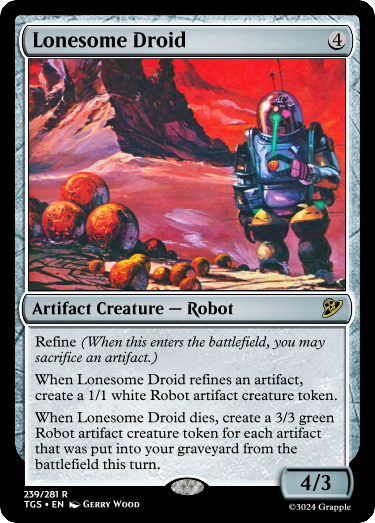 Lonesome Droid 4
Artifact Creature — Robot
Refine (When this enters the battlefield, you may
sacrifice an artifact.)
When Lonesome Droid refines an artifact,
create a 1/1 white Robot artifact creature token.
When Lonesome Droid dies, create a 3/3 green
Robot artifact creature token for each artifact
that was put into your graveyard from the
battlefield this turn.
4/3
239/281 R
TGS • EN Gerry Wood
©3024 Grapple